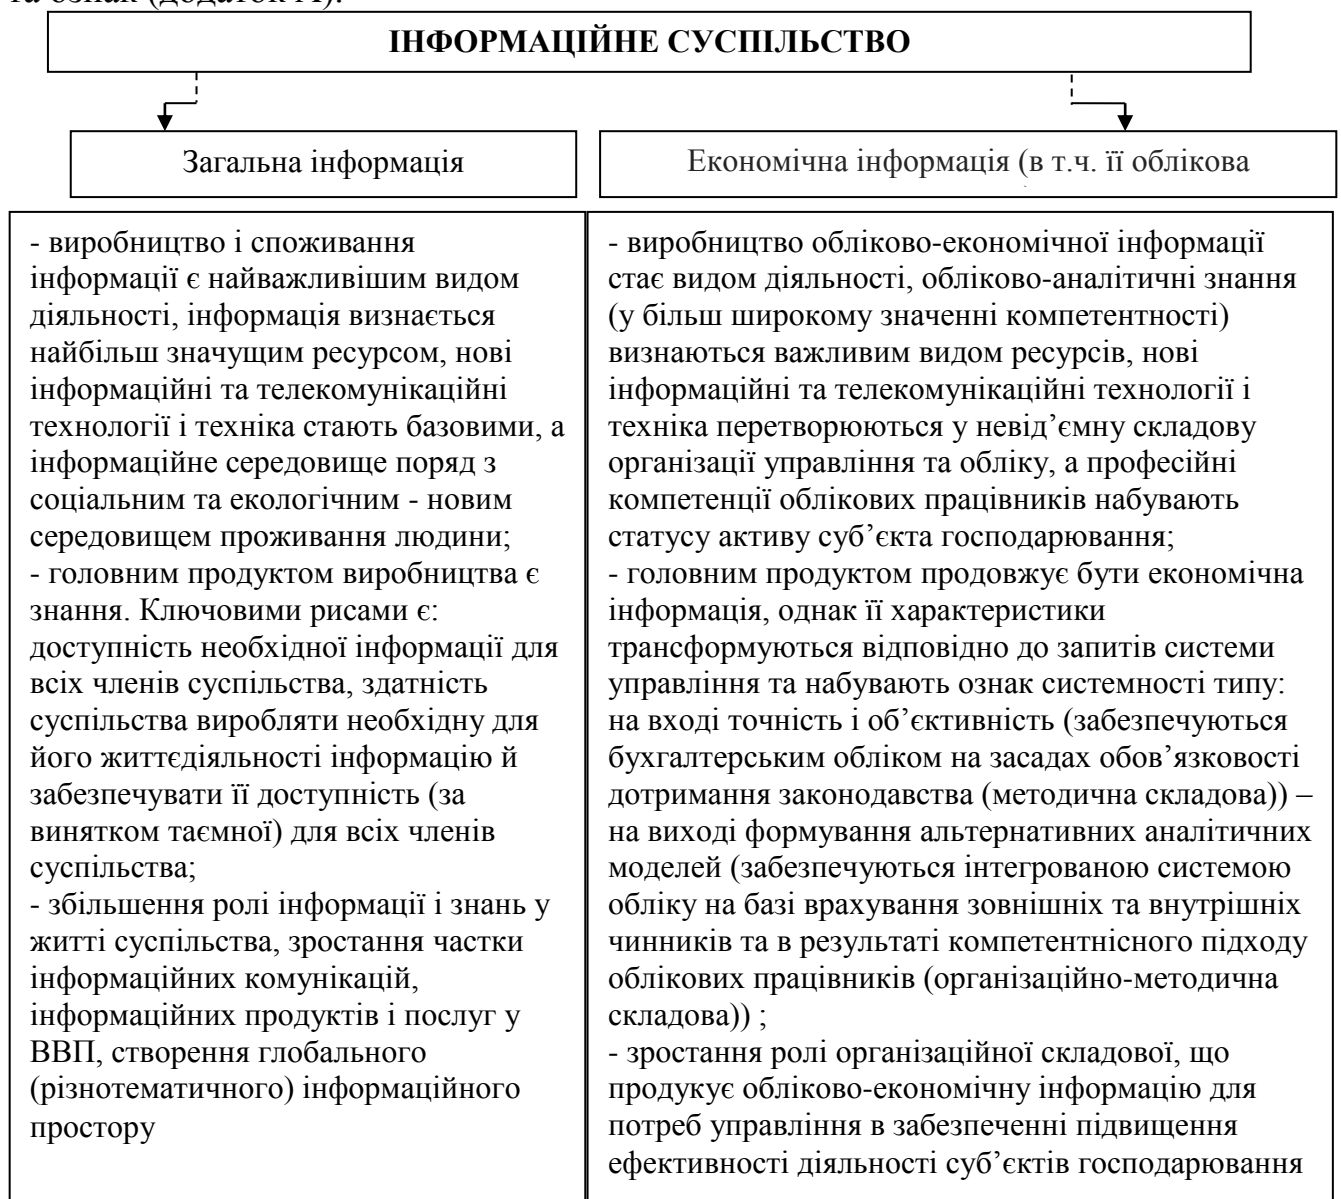 та ознак (додаток А).
ІНФОРМАЦІЙНЕ СУСПІЛЬСТВО
Загальна інформація
Економічна інформація (в т.ч. її облікова
- виробництво і споживання
інформації є найважливішим видом
діяльності, інформація визнається
найбільш значущим ресурсом, нові
інформаційні та телекомунікаційні
технології і техніка стають базовими, а
інформаційне середовище поряд з
соціальним та екологічним - новим
середовищем проживання людини;
- головним продуктом виробництва є
знання. Ключовими рисами є:
доступність необхідної інформації для
всіх членів суспільства, здатність
суспільства виробляти необхідну для
його життєдіяльності інформацію й
забезпечувати її доступність (за
винятком таємної) для всіх членів
суспільства;
- збільшення ролі інформації і знань у
житті суспільства, зростання частки
інформаційних комунікацій,
інформаційних продуктів і послуг у
ВВП, створення глобального
(різнотематичного) інформаційного
простору
- виробництво обліково-економічної інформації
стає видом діяльності, обліково-аналітичні знання
(у більш широкому значенні компетентності)
визнаються важливим видом ресурсів, нові
інформаційні та телекомунікаційні технології і
техніка перетворюються у невід’ємну складову
організації управління та обліку, а професійні
компетенції облікових працівників набувають
статусу активу суб’єкта господарювання;
- головним продуктом продовжує бути економічна
інформація, однак її характеристики
трансформуються відповідно до запитів системи
управління та набувають ознак системності типу:
на вході точність і об’єктивність (забезпечуються
бухгалтерським обліком на засадах обов’язковості
дотримання законодавства (методична складова)) –
на виході формування альтернативних аналітичних
моделей (забезпечуються інтегрованою системою
обліку на базі врахування зовнішніх та внутрішніх
чинників та в результаті компетентнісного підходу
облікових працівників (організаційно-методична
складова)) ;
- зростання ролі організаційної складової, що
продукує обліково-економічну інформацію для
потреб управління в забезпеченні підвищення
ефективності діяльності суб’єктів господарювання